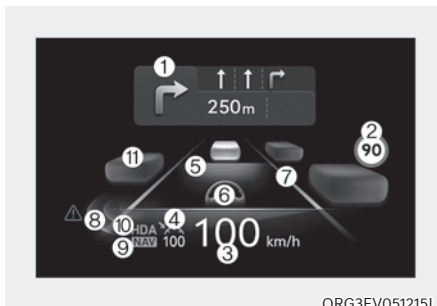 ①
250m
②
90
⑪
⑤
⑦
⑥
⑧
④
⑩ HDA
100 km/h
⑨ NAV 100
③
ORG3EV051215L